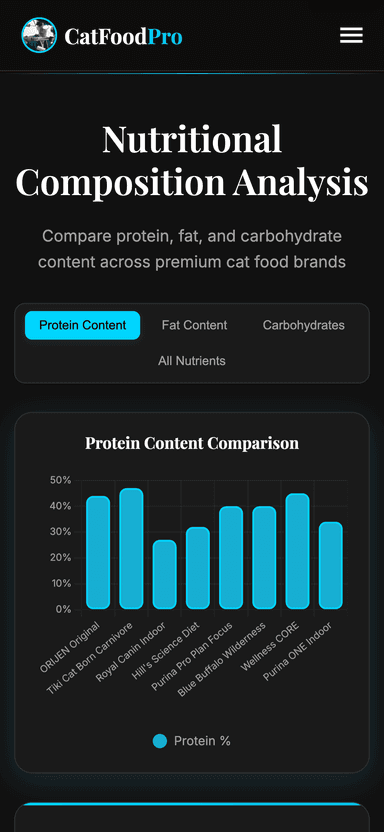 CatFoodPro
Nutritional
Composition Analysis
Compare protein, fat, and carbohydrate
content across premium cat food brands
Protein Content
Fat Content
Carbohydrates
All Nutrients
Protein Content Comparison
50%
40%
30%
20%
10%
0%
ORIJEN Original
Tiki Cat Born Carnivore
Royal Canin Indoor
Hill's Science Diet
Purina Pro Plan Focus
Blue Buffalo Wilderness
Wellness CORE
Purina ONE Indoor
Protein %